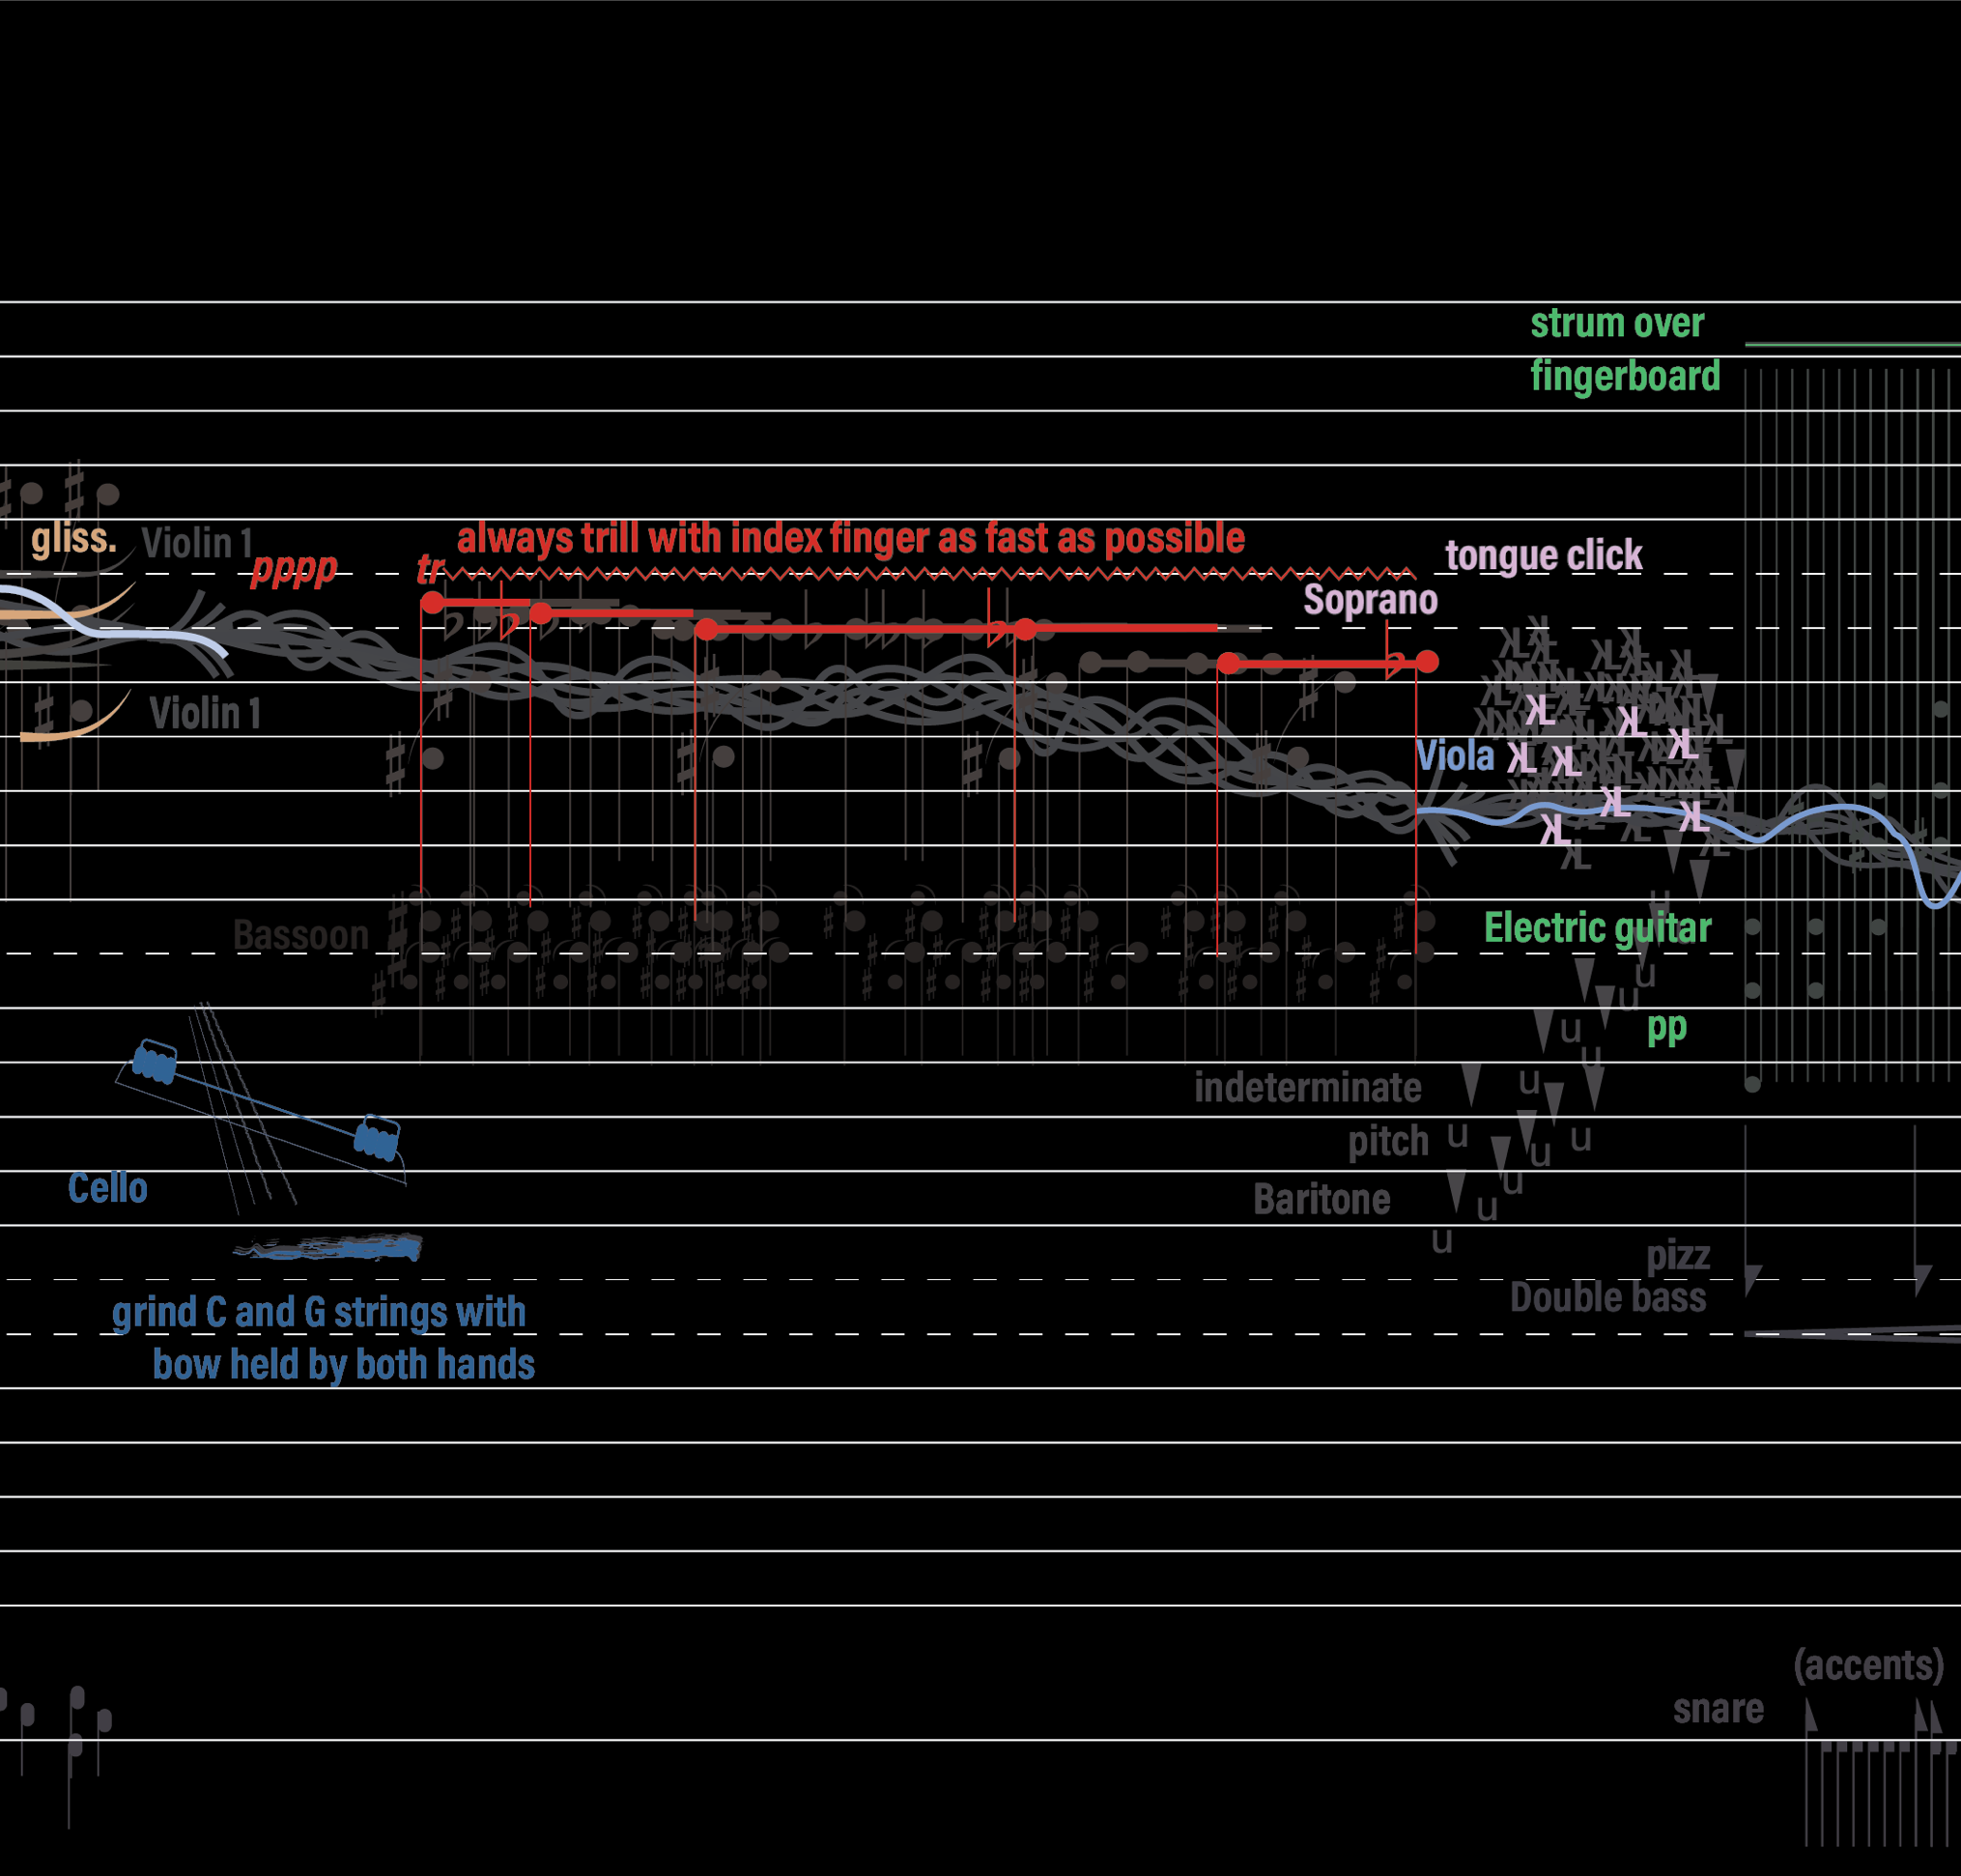 strum over
fingerboard
gliss.
Violin 1
pppp
tr
always trill with index finger as fast as possible
tongue click
Soprano
Violin 1
Viola
Bassoon
Electric guitar
pp
indeterminate
pitch
Baritone
u
u
u
u
u
u
u
u
u
u
u
Cello
pizz
Double bass
grind C and G strings with
bow held by both hands
(accents)
snare